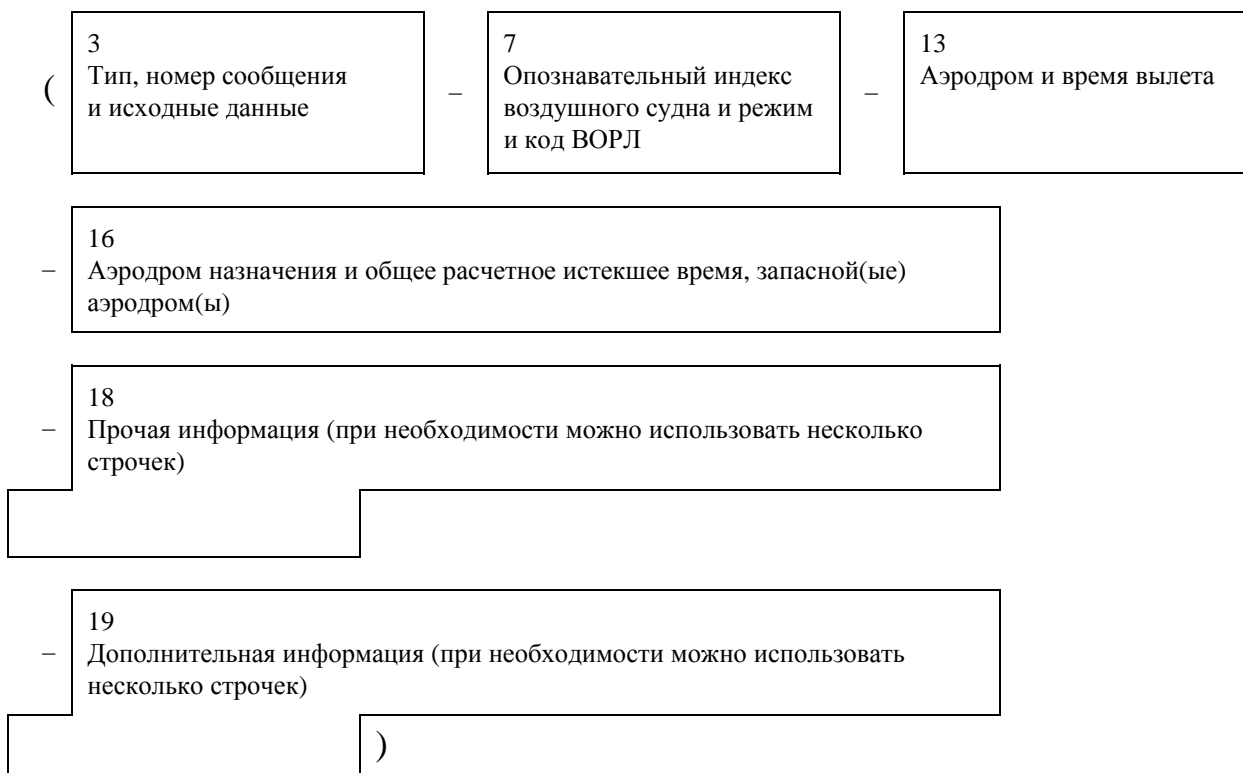 3
Тип, номер сообщения
и исходные данные
7
Опознавательный индекс
воздушного судна и режим
и код ВОРЛ
13
Аэродром и время вылета
( – –
16
– Аэродром назначения и общее расчетное истекшее время, запасной(ые)
аэродром(ы)
18
– Прочая информация (при необходимости можно использовать несколько
строчек)
19
– Дополнительная информация (при необходимости можно использовать
несколько строчек)
)